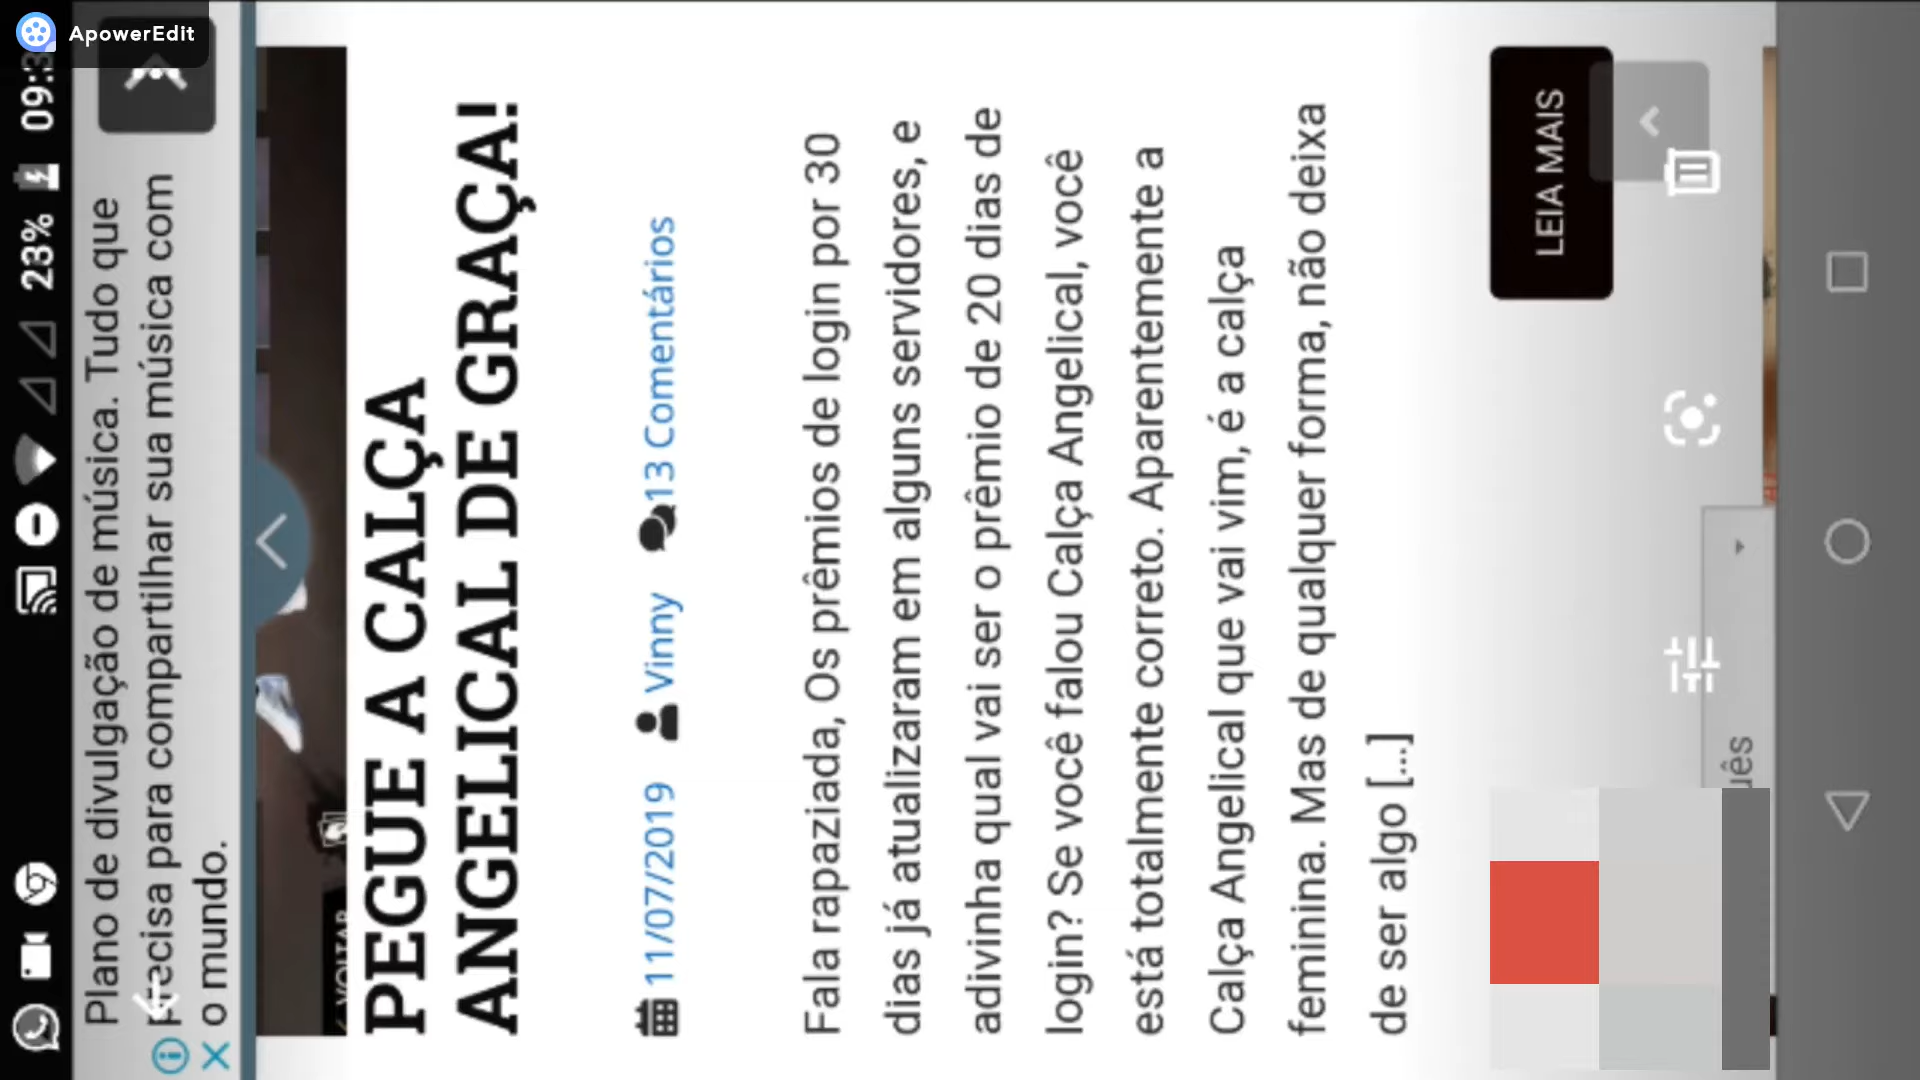 ApowerEdit
23%
Plano de divulgação de música. Tudo que
precisa para compartilhar sua música com
o mundo.
VOLTAR
PEGUE A CALÇA
ANGELICAL DE GRAÇA!
11/07/2019 Vinny 13 Comentários
Fala rapaziada, Os prêmios de login por 30
dias já atualizaram em alguns servidores, e
adivinha qual vai ser o prêmio de 20 dias de
login? Se você falou Calça Angelical, você
está totalmente correto. Aparentemente a
Calça Angelical que vai vim, é a calça
feminina. Mas de qualquer forma, não deixa
de ser algo [...]
LEIA MAIS